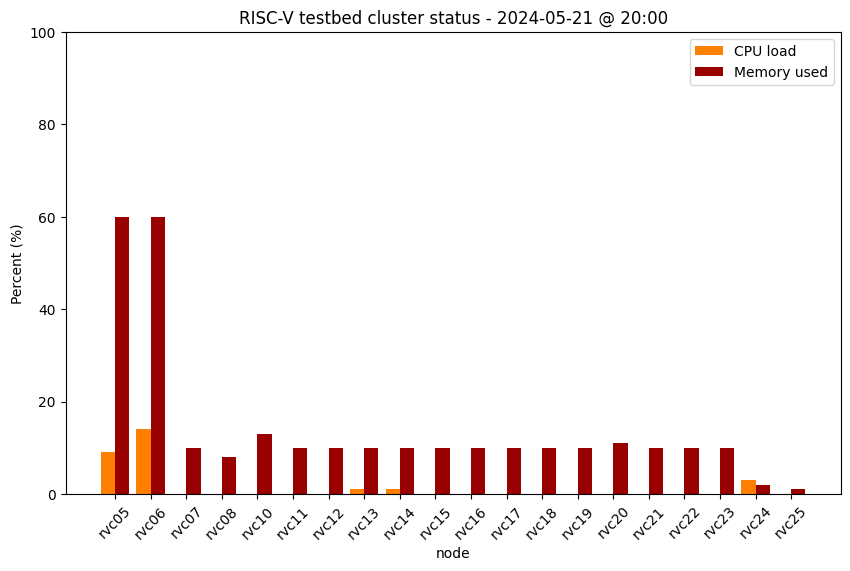 RISC-V testbed cluster status - 2024-05-21 @ 20:00
CPU load
Memory used
Percent (%)
100
80
60
40
20
0
rvc05 rvc06 rvc07 rvc08 rvc10 rvc11 rvc12 rvc13 rvc14 rvc15 rvc16 rvc17 rvc18 rvc19 rvc20 rvc21 rvc22 rvc23 rvc24 rvc25
node